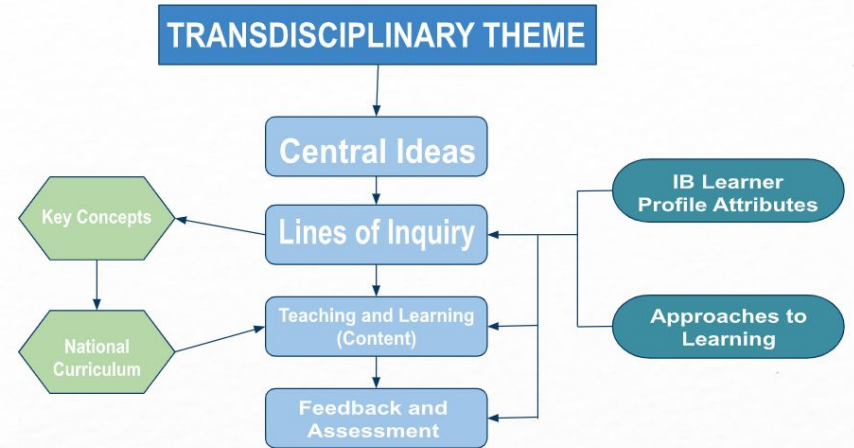 TRANSDISCIPLINARY THEME
Central Ideas
IB Learner
Profile Attributes
Key Concepts
Lines of Inquiry
Teaching and Learning
(Content)
Approaches to
Learning
National
Curriculum
Feedback and
Assessment